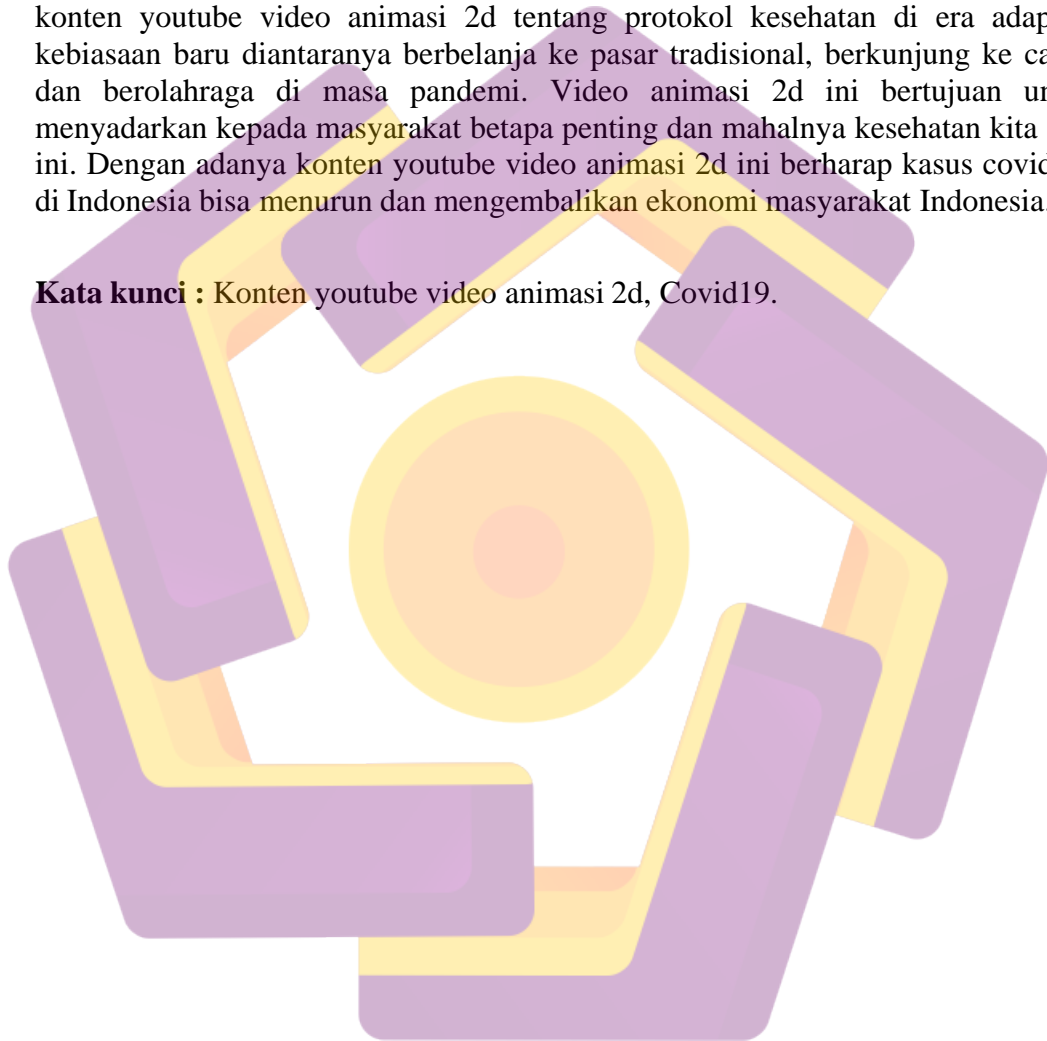 konten youtube video animasi 2d tentang protokol kesehatan di era adap
kebiasaan baru diantaranya berbelanja ke pasar tradisional, berkunjung ke ca
dan berolahraga di masa pandemi. Video animasi 2d ini bertujuan un
menyadarkan kepada masyarakat betapa penting dan mahalnya kesehatan kita
ini. Dengan adanya konten youtube video animasi 2d ini berharap kasus covid
di Indonesia bisa menurun dan mengembalikan ekonomi masyarakat Indonesia.
Kata kunci : Konten youtube video animasi 2d, Covid19.